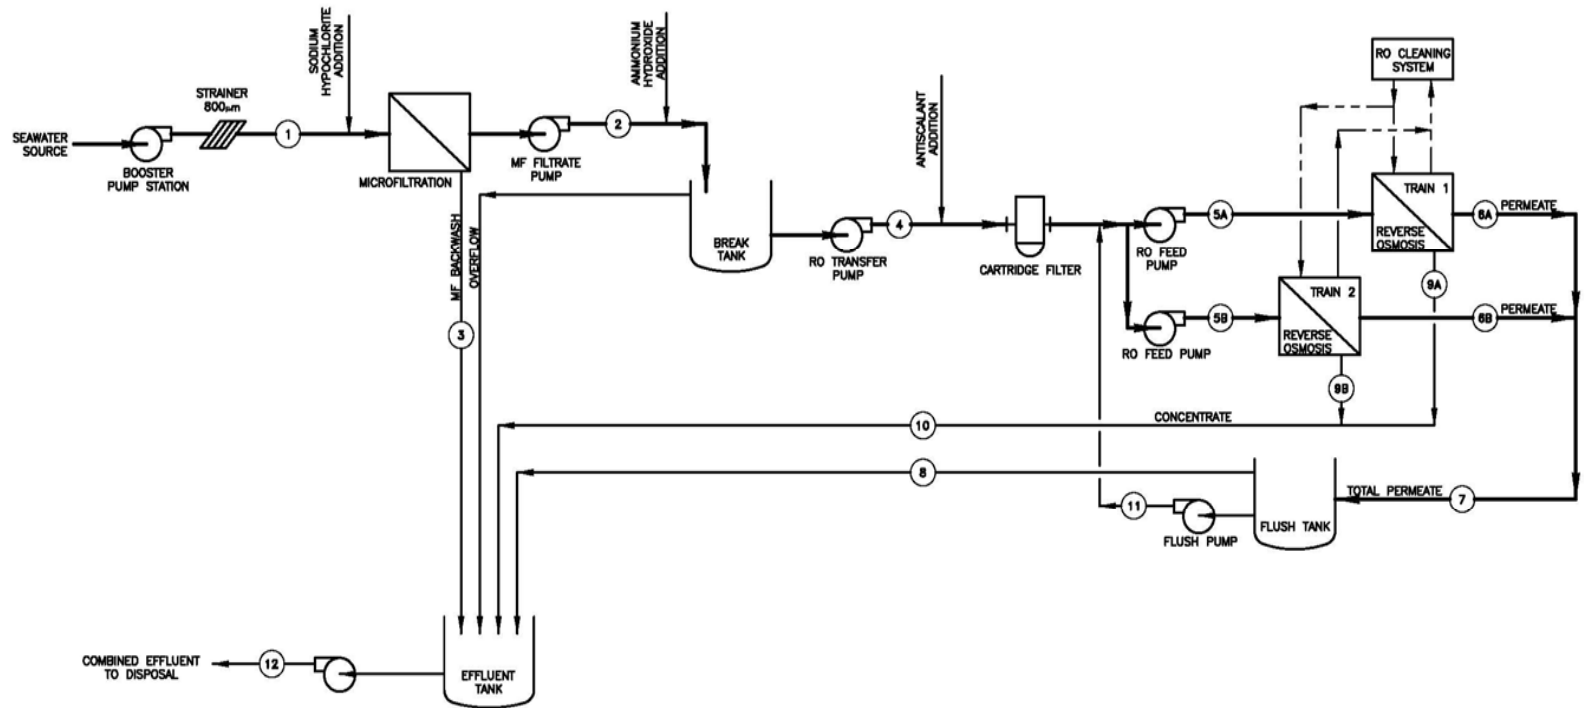 SODIUM
HYPOCHLORITE
ADDITION
AMMONIUM
HYDROXIDE
ADDITION
RO CLEANING
SYSTEM
STRAINER
800µm
SEAWATER
SOURCE
1
2
BOOSTER
PUMP STATION
MICROFILTRATION
MF FILTRATE
PUMP
ANTISCALANT
ADDITION
MF BACKWASH
OVERFLOW
BREAK
TANK
4
RO TRANSFER
PUMP
CARTRIDGE FILTER
RO FEED
PUMP
5A
TRAIN 1
REVERSE
OSMOSIS
6A
PERMEATE
9A
3
RO FEED PUMP
5B
TRAIN 2
REVERSE
OSMOSIS
6B
PERMEATE
9B
10
CONCENTRATE
8
TOTAL PERMEATE
7
11
FLUSH PUMP
FLUSH TANK
COMBINED EFFLUENT
TO DISPOSAL
12
EFFLUENT
TANK